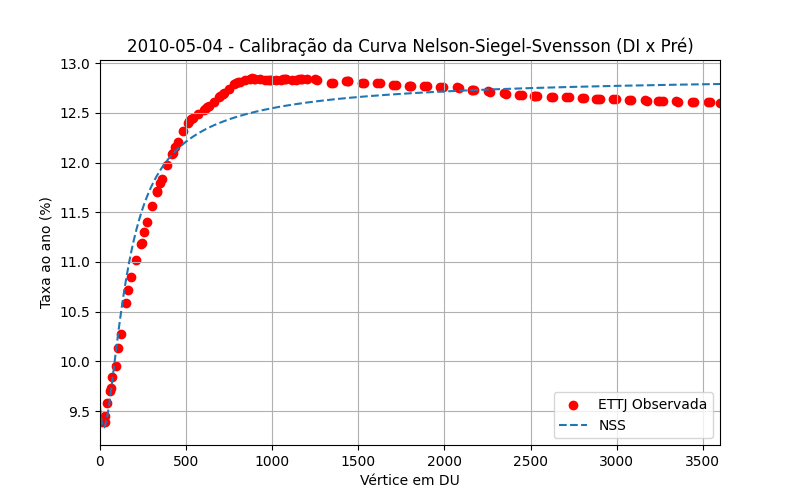 2010-05-04 - Calibração da Curva Nelson-Siegel-Svensson (DI x Pré)
Taxa ao ano (%)
13.0
12.5
12.0
11.5
11.0
10.5
10.0
9.5
ETTJ Observada
NSS
0 500 1000 1500 2000 2500 3000 3500
Vértice em DU